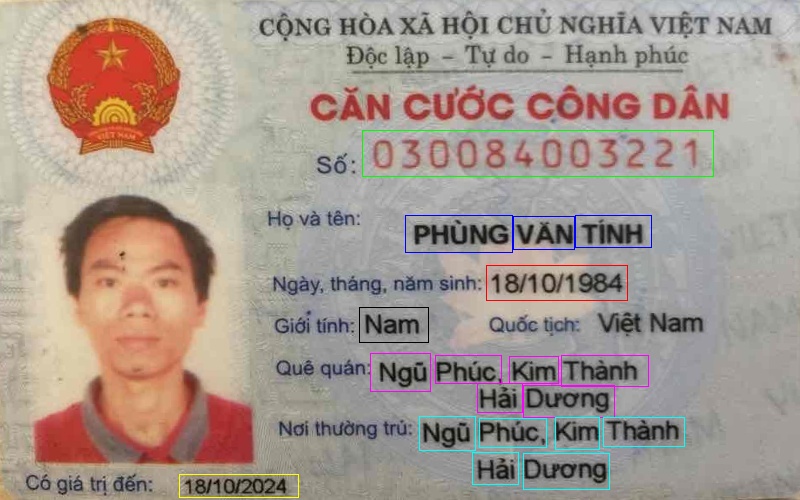 CỘNG HÒA XÃ HỘI CHỦ NGHĨA VIỆT NAM
Độc lập – Tự do – Hạnh phúc
CĂN CƯỚC CÔNG DÂN
Số: 030084003221
Họ và tên: PHÙNG VĂN TÍNH
Ngày, tháng, năm sinh: 18/10/1984
Giới tính: Nam Quốc tịch: Việt Nam
Quê quán: Ngũ Phúc, Kim Thành
Hải Dương
Nơi thường trú: Ngũ Phúc, Kim Thành
Hải Dương
Có giá trị đến: 18/10/2024